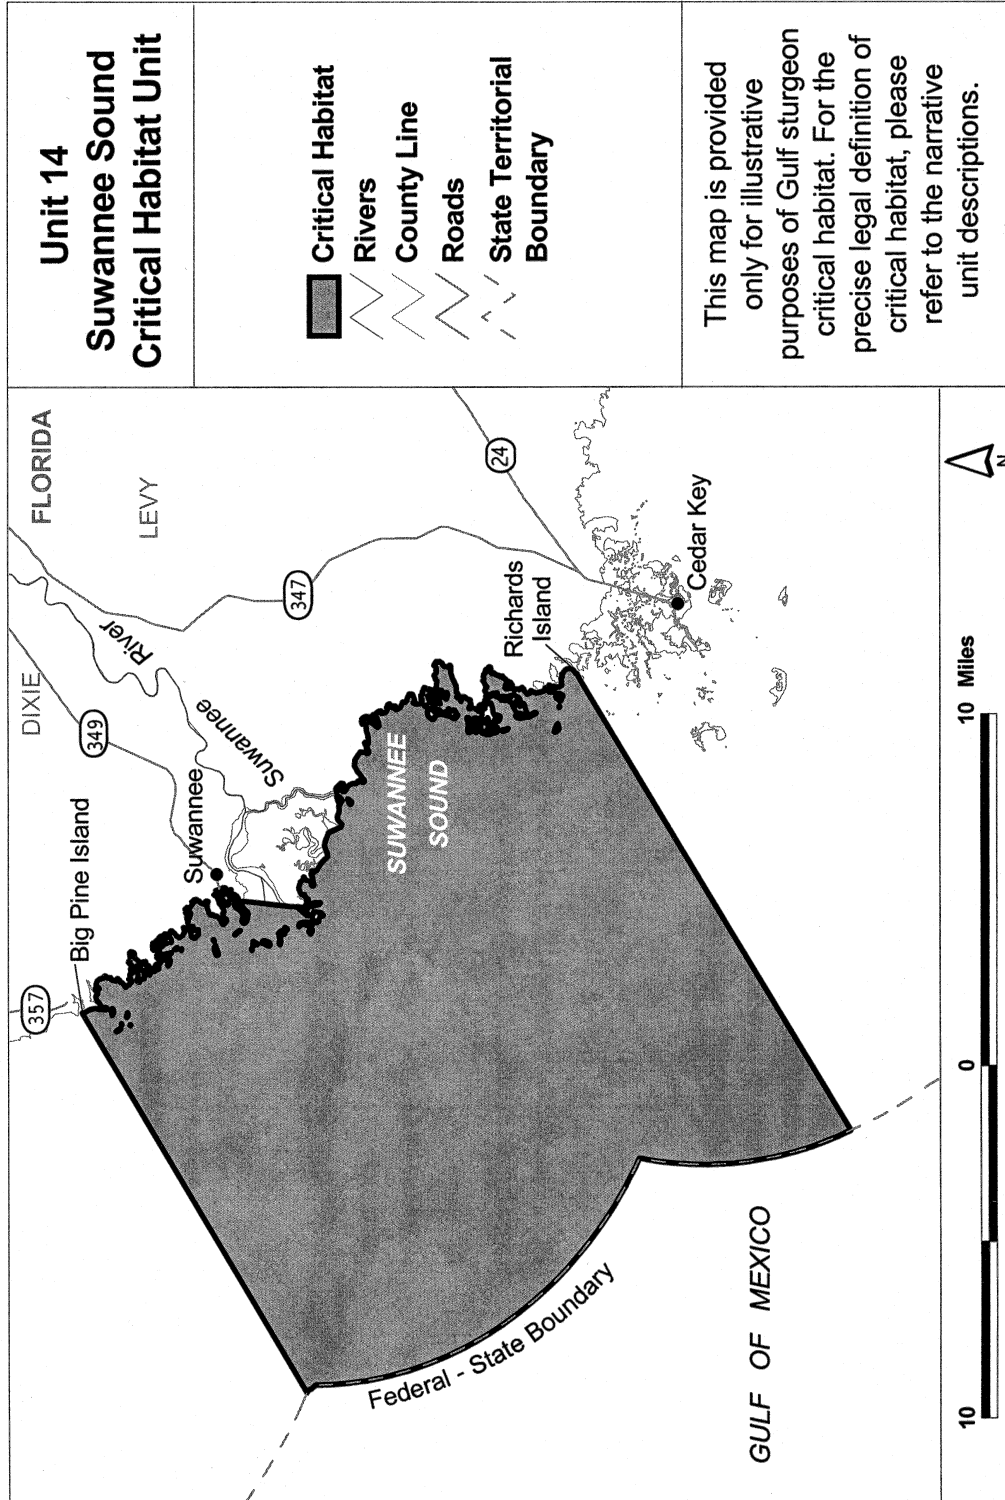 Unit 14
Suwannee Sound
Critical Habitat Unit
Critical Habitat
Rivers
County Line
Roads
State Territorial
Boundary
This map is provided
only for illustrative
purposes of Gulf sturgeon
critical habitat. For the
precise legal definition of
critical habitat, please
refer to the narrative
unit descriptions.
FLORIDA
DIXIE
LEVY
357
349
347
24
Big Pine Island
Suwannee
Suwannee River
SUWANNEE
SOUND
Richards
Island
Cedar Key
Federal - State Boundary
GULF OF MEXICO
10 0 10 Miles
N